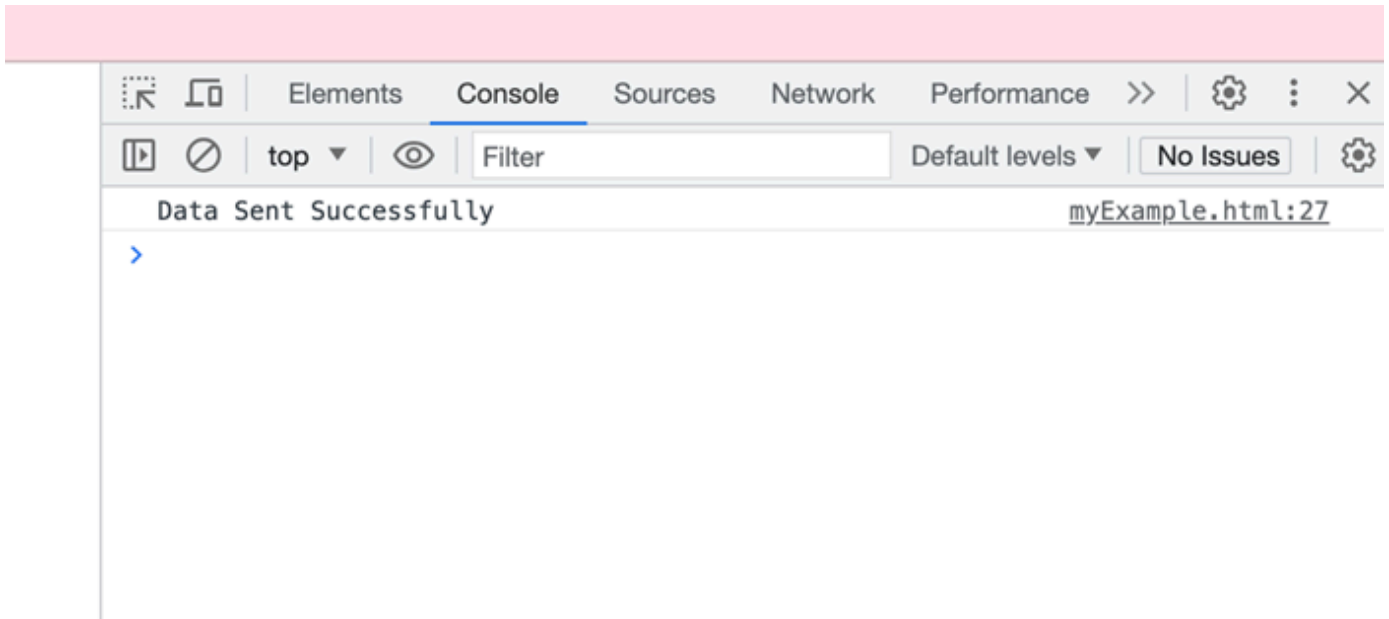 Elements Console Sources Network Performance
top Filter Default levels No Issues
Data Sent Successfully myExample.html:27